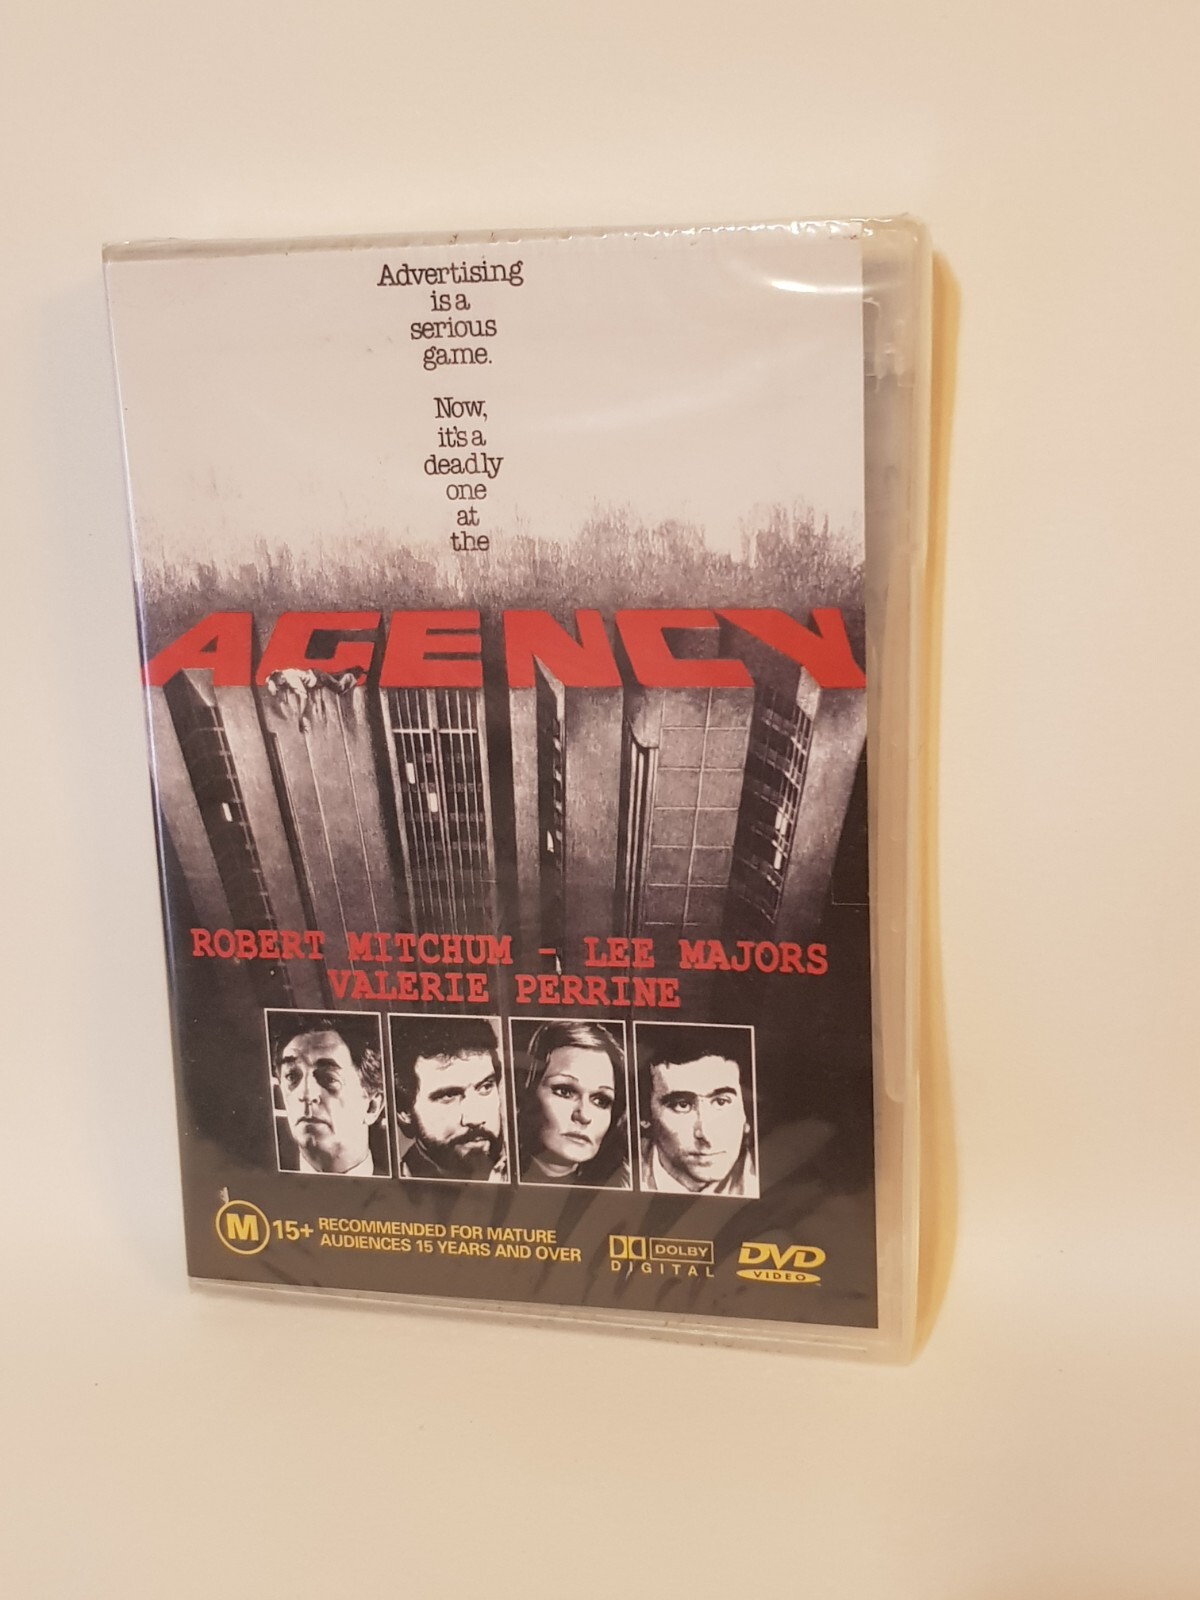 Advertising
is a
serious
game.
Now,
it's a
deadly
one
at
the
AGENCY
ROBERT MITCHUM - LEE MAJORS
VALERIE PERRINE
M 15+ RECOMMENDED FOR MATURE
AUDIENCES 15 YEARS AND OVER
DOLBY
DIGITAL
DVD
VIDEO